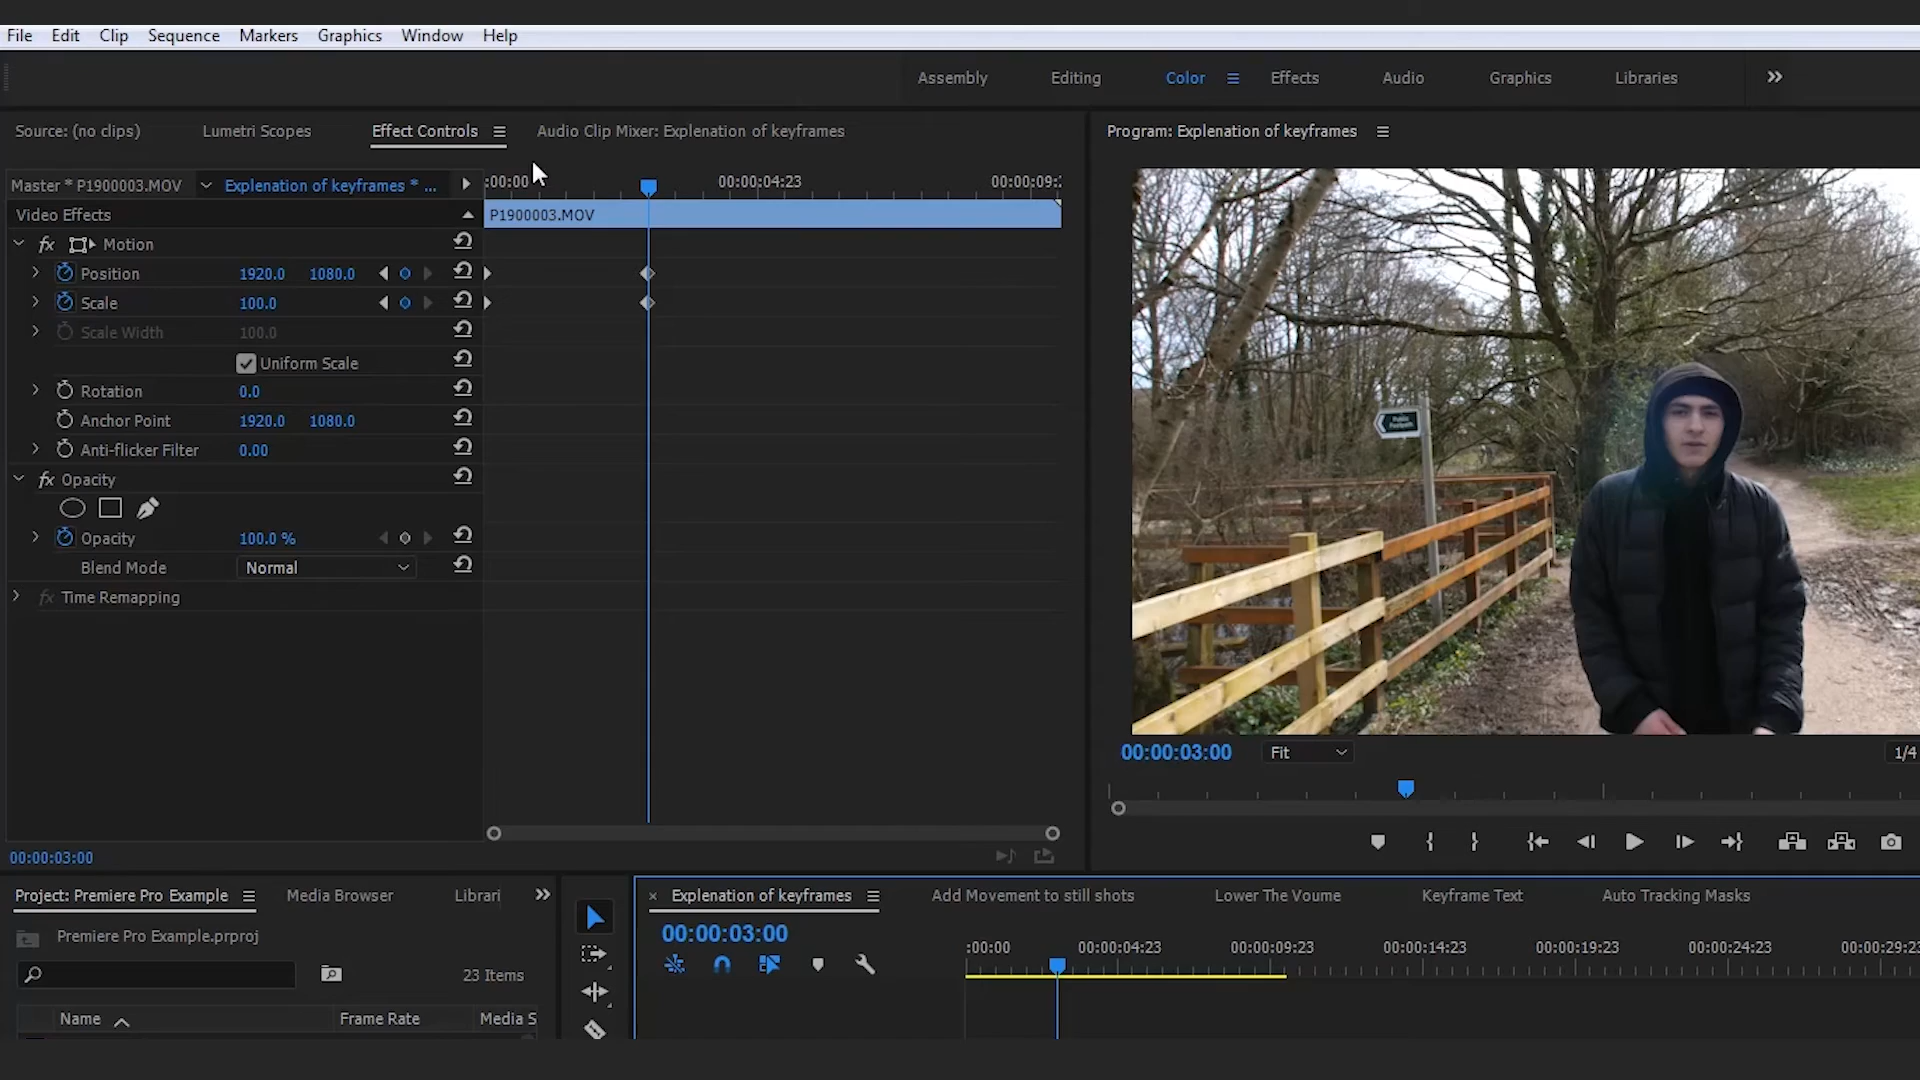 File Edit Clip Sequence Markers Graphics Window Help
Assembly Editing Color Effects Audio Graphics Libraries
Source: (no clips) Lumetri Scopes Effect Controls Audio Clip Mixer: Explenation of keyframes
Program: Explenation of keyframes
Master * P1900003.MOV Explenation of keyframes * ...
:00:00 00:00:04:23 00:00:09:2
Video Effects
P1900003.MOV
fx Motion
Position 1920.0 1080.0
Scale 100.0
Scale Width 100.0
Uniform Scale
Rotation 0.0
Anchor Point 1920.0 1080.0
Anti-flicker Filter 0.00
fx Opacity
Opacity 100.0 %
Blend Mode Normal
fx Time Remapping
Public
Footpath
00:00:03:00 Fit 1/4
00:00:03:00
Project: Premiere Pro Example Media Browser Librari
Premiere Pro Example.prproj
23 Items
Name Frame Rate Media S
Explenation of keyframes Add Movement to still shots Lower The Voume Keyframe Text Auto Tracking Masks
00:00:03:00
:00:00 00:00:04:23 00:00:09:23 00:00:14:23 00:00:19:23 00:00:24:23 00:00:29:23